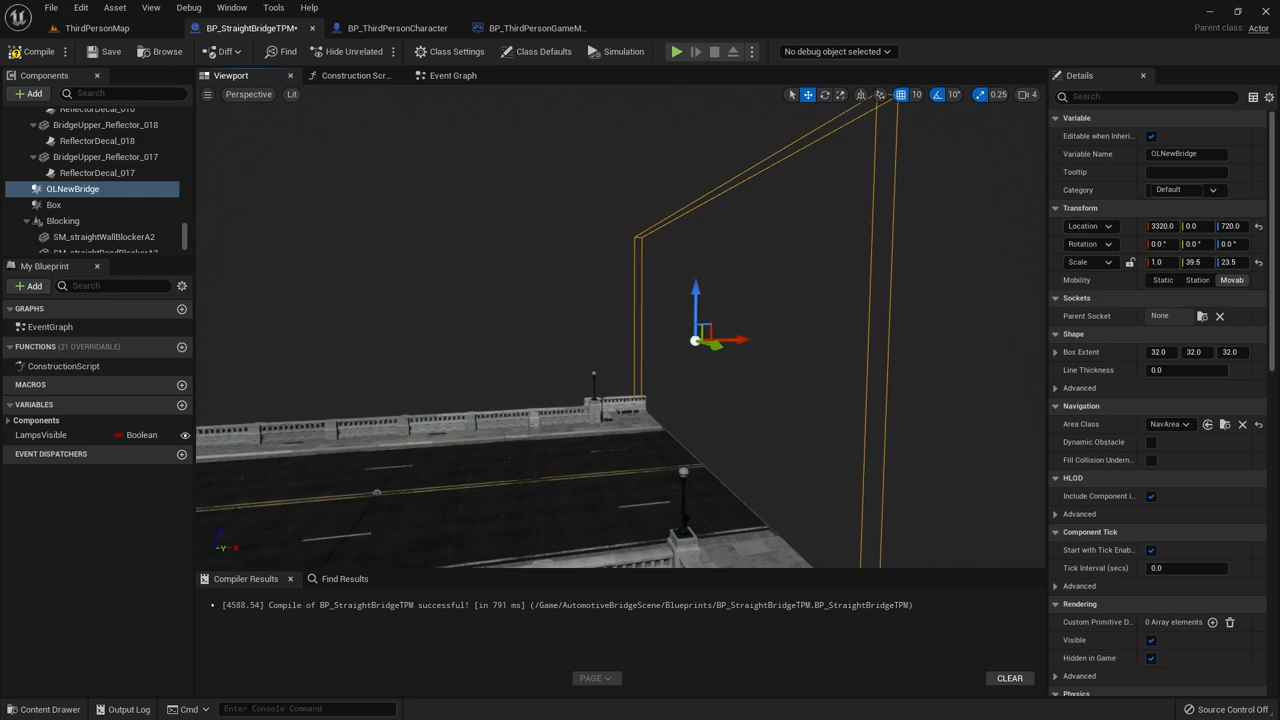 File Edit Asset View Debug Window Tools Help
ThirdPersonMap
BP_StraightBridgeTPM•
BP_ThirdPersonCharacter
BP_ThirdPersonGameM...
Parent class: Actor
Compile
Save
Browse
Diff
Find
Hide Unrelated
Class Settings
Class Defaults
Simulation
No debug object selected
Components
Add
Search
ReflectorDecal_016
BridgeUpper_Reflector_018
ReflectorDecal_018
BridgeUpper_Reflector_017
ReflectorDecal_017
OLNewBridge
Box
Blocking
SM_straightWallBlockerA2
SM_straightRoadBlockerA2
My Blueprint
Add
Search
GRAPHS
EventGraph
FUNCTIONS (21 OVERRIDABLE)
ConstructionScript
MACROS
VARIABLES
Components
LampsVisible Boolean
EVENT DISPATCHERS
Viewport
Construction Scr...
Event Graph
Perspective
Lit
10
10°
0.25
4
Z
Y X
Compiler Results
Find Results
• [4588.54] Compile of BP_StraightBridgeTPM successful! [in 791 ms] (/Game/AutomotiveBridgeScene/Blueprints/BP_StraightBridgeTPM.BP_StraightBridgeTPM)
PAGE
CLEAR
Details
Search
Variable
Editable when Inheri...
Variable Name OLNewBridge
Tooltip
Category Default
Transform
Location 3320.0 0.0 720.0
Rotation 0.0 ° 0.0 ° 0.0 °
Scale 1.0 39.5 23.5
Mobility Static Station Movab
Sockets
Parent Socket None
Shape
Box Extent 32.0 32.0 32.0
Line Thickness 0.0
Advanced
Navigation
Area Class NavArea
Dynamic Obstacle
Fill Collision Undern...
HLOD
Include Component i...
Advanced
Component Tick
Start with Tick Enab...
Tick Interval (secs) 0.0
Advanced
Rendering
Custom Primitive D... 0 Array elements
Visible
Hidden in Game
Advanced
Physics
Content Drawer
Output Log
Cmd
Enter Console Command
Source Control Off